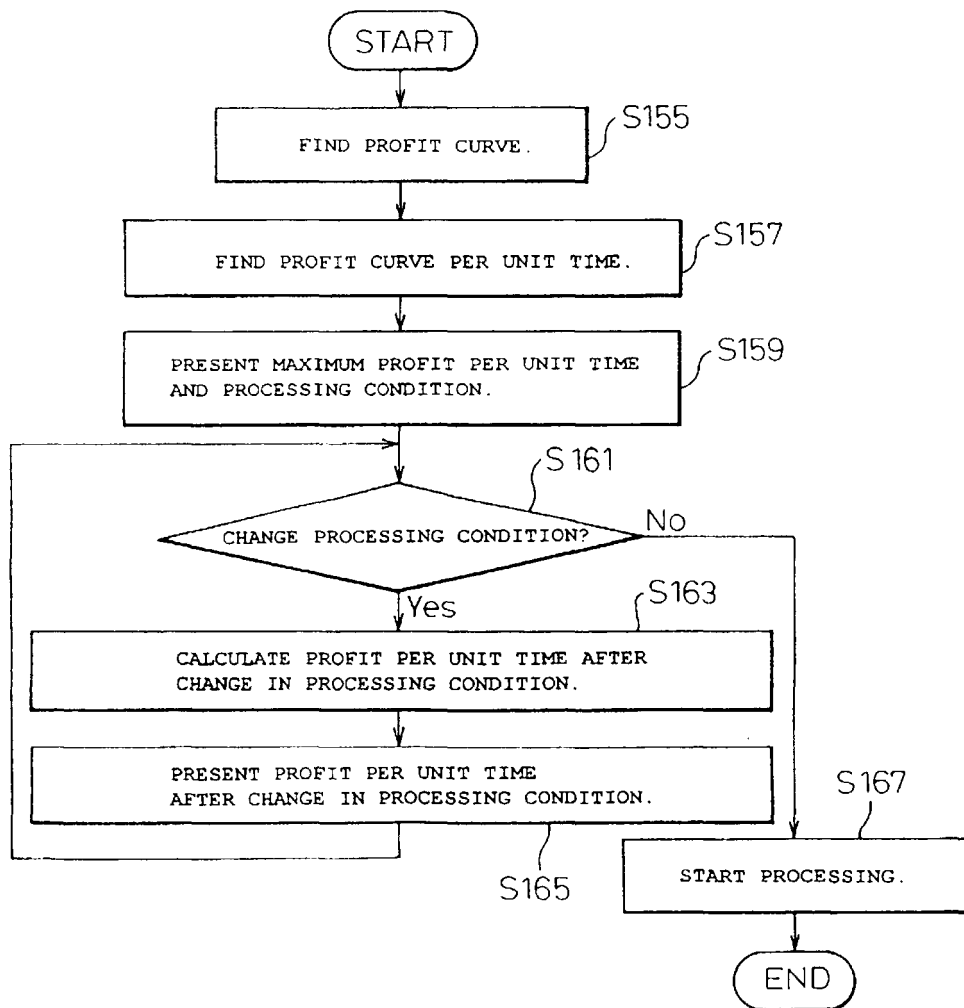 START
S155
FIND PROFIT CURVE.
S157
FIND PROFIT CURVE PER UNIT TIME.
S159
PRESENT MAXIMUM PROFIT PER UNIT TIME
AND PROCESSING CONDITION.
S161
CHANGE PROCESSING CONDITION?
No
Yes
S163
CALCULATE PROFIT PER UNIT TIME AFTER
CHANGE IN PROCESSING CONDITION.
PRESENT PROFIT PER UNIT TIME
AFTER CHANGE IN PROCESSING CONDITION.
S165
S167
START PROCESSING.
END